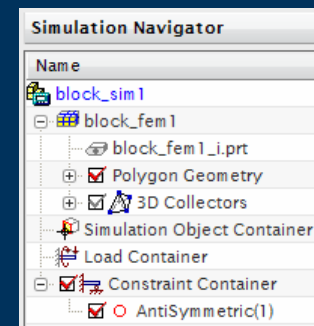 Simulation Navigator
Name
block_sim1
block_fem1
block_fem1_i.prt
Polygon Geometry
3D Collectors
Simulation Object Container
Load Container
Constraint Container
AntiSymmetric(1)